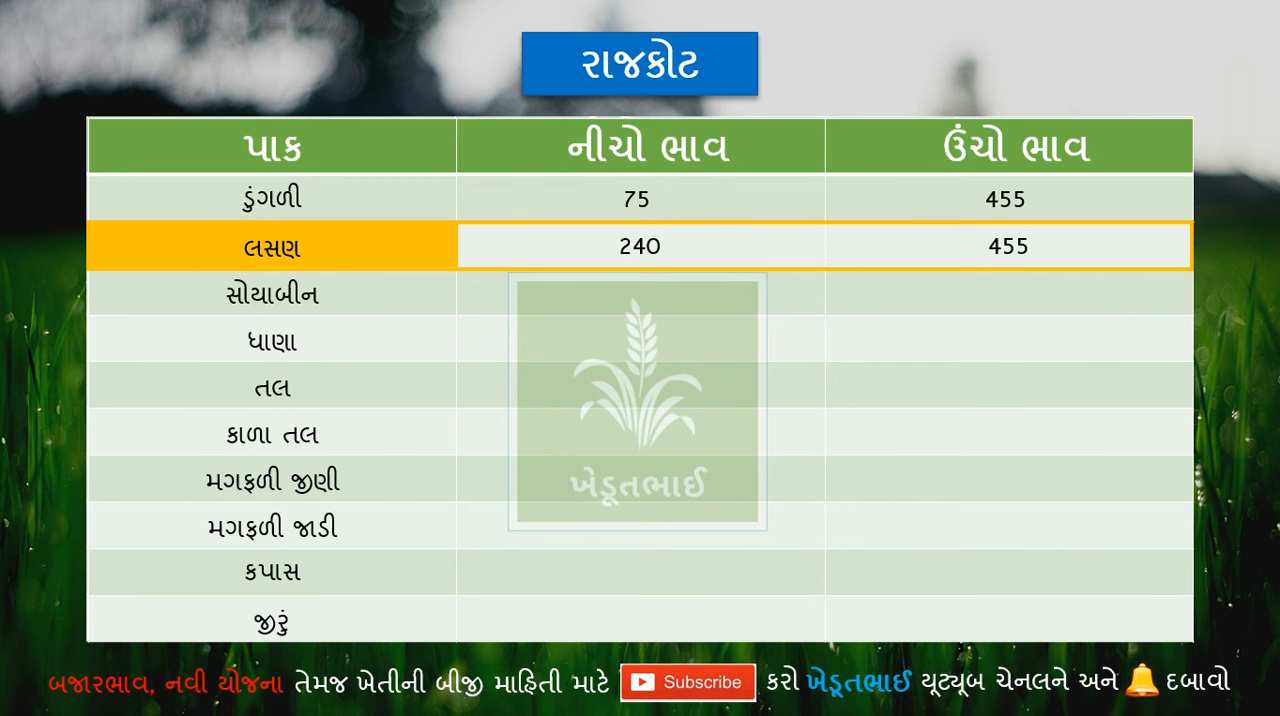 રાજકોટ
પાક નીચો ભાવ ઉંચો ભાવ
ડુંગળી 75 455
લસણ 240 455
સોયાબીન
ધાણા
તલ
કાળા તલ
મગફળી જીણી
મગફળી જાડી
કપાસ
જીરું
ખેડૂતભાઈ
બજારભાવ, નવી યોજના તેમજ ખેતીની બીજી માહિતી માટે Subscribe કરો ખેડૂતભાઈ યૂટ્યૂબ ચેનલને અને દબાવો